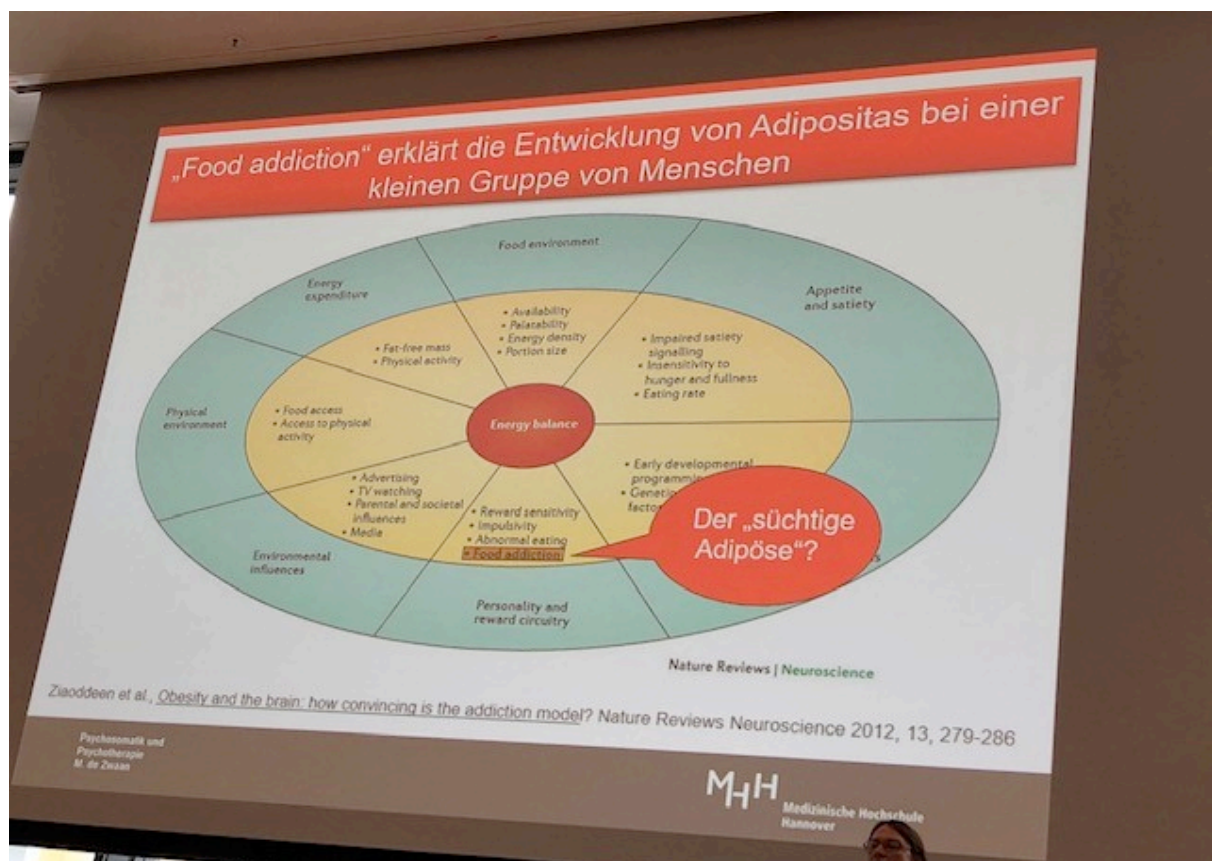 „Food addiction“ erklärt die Entwicklung von Adipositas bei einer
kleinen Gruppe von Menschen
Food environment
Energy
expenditure
Appetite
and satiety
• Availability
• Palatability
• Energy density
• Portion size
• Fat-free mass
• Physical activity
• Impaired satiety
signalling
• Insensitivity to
hunger and fullness
• Eating rate
Physical
environment
• Food access
• Access to physical
activity
Energy balance
• Advertising
• TV watching
• Parental and societal
influences
• Media
• Reward sensitivity
• Impulsivity
• Abnormal eating
• Food addiction
• Early developmental
Der „süchtige
Adipöse“?
Environmental
influences
Personality and
reward circuitry
Nature Reviews | Neuroscience
Ziaoddeen et al., Obesity and the brain: how convincing is the addiction model? Nature Reviews Neuroscience 2012, 13, 279-286
Psychosomatik und
Psychotherapie
M. de Zwaan
MHH
Medizinische Hochschule
Hannover